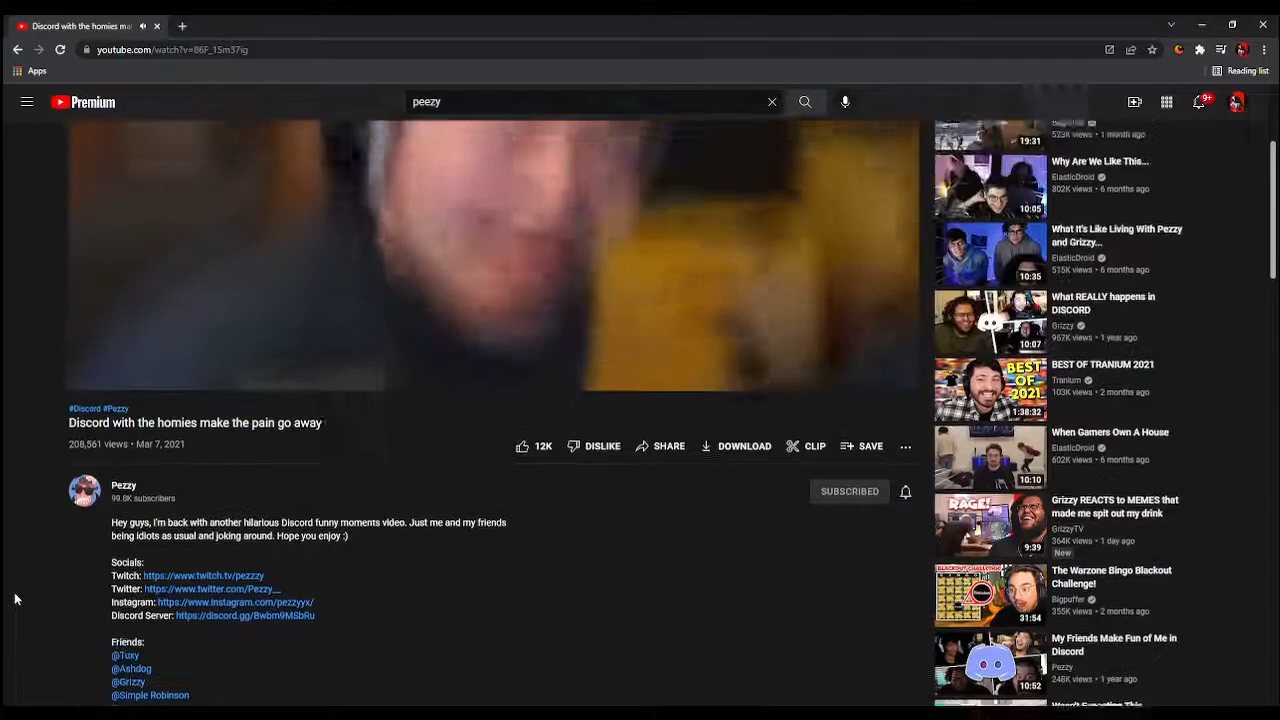 Discord with the homies ma
youtube.com/watch?v=86F_15m37ig
Apps
Reading list
Premium
peezy
9+
523K views • 1 month ago
19:31
Why Are We Like This...
ElasticDroid
802K views • 6 months ago
10:05
What It's Like Living With Pezzy
and Grizzy...
ElasticDroid
515K views • 6 months ago
10:35
What REALLY happens in
DISCORD
Grizzy
967K views • 1 year ago
10:07
BEST OF TRANIUM 2021
Tranium
103K views • 2 months ago
BEST
OF
2021
1:38:32
When Gamers Own A House
ElasticDroid
602K views • 6 months ago
10:10
Grizzy REACTS to MEMES that
made me spit out my drink
GrizzyTV
364K views • 1 day ago
New
RAGE!
9:39
The Warzone Bingo Blackout
Challenge!
Bigpuffer
355K views • 2 months ago
BLACKOUT CHALLENGE!
31:54
My Friends Make Fun of Me in
Discord
Pezzy
248K views • 1 year ago
10:52
#Discord #Pezzy
Discord with the homies make the pain go away
208,561 views • Mar 7, 2021
12K DISLIKE SHARE DOWNLOAD CLIP SAVE
Pezzy
99.8K subscribers
SUBSCRIBED
Hey guys, I'm back with another hilarious Discord funny moments video. Just me and my friends
being idiots as usual and joking around. Hope you enjoy :)
Socials:
Twitch: https://www.twitch.tv/pezzzy
Twitter: https://www.twitter.com/Pezzy__
Instagram: https://www.instagram.com/pezzyyx/
Discord Server: https://discord.gg/Bwbm9MSbRu
Friends:
@Tuxy
@Ashdog
@Grizzy
@Simple Robinson